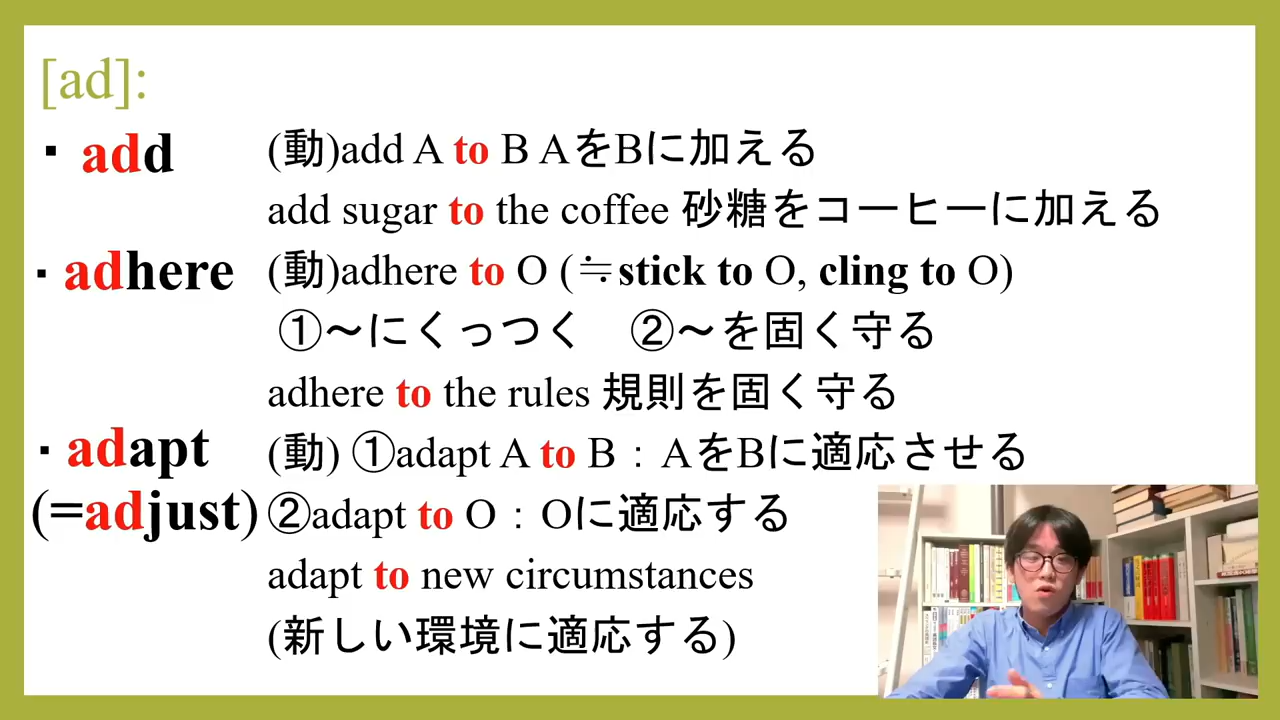 [ad]:
・add (動)add A to B AをBに加える
add sugar to the coffee 砂糖をコーヒーに加える
・adhere (動)adhere to O (≒stick to O, cling to O)
①～にくっつく ②～を固く守る
adhere to the rules 規則を固く守る
・adapt (動) ①adapt A to B：AをBに適応させる
(=adjust) ②adapt to O：Oに適応する
adapt to new circumstances
(新しい環境に適応する)